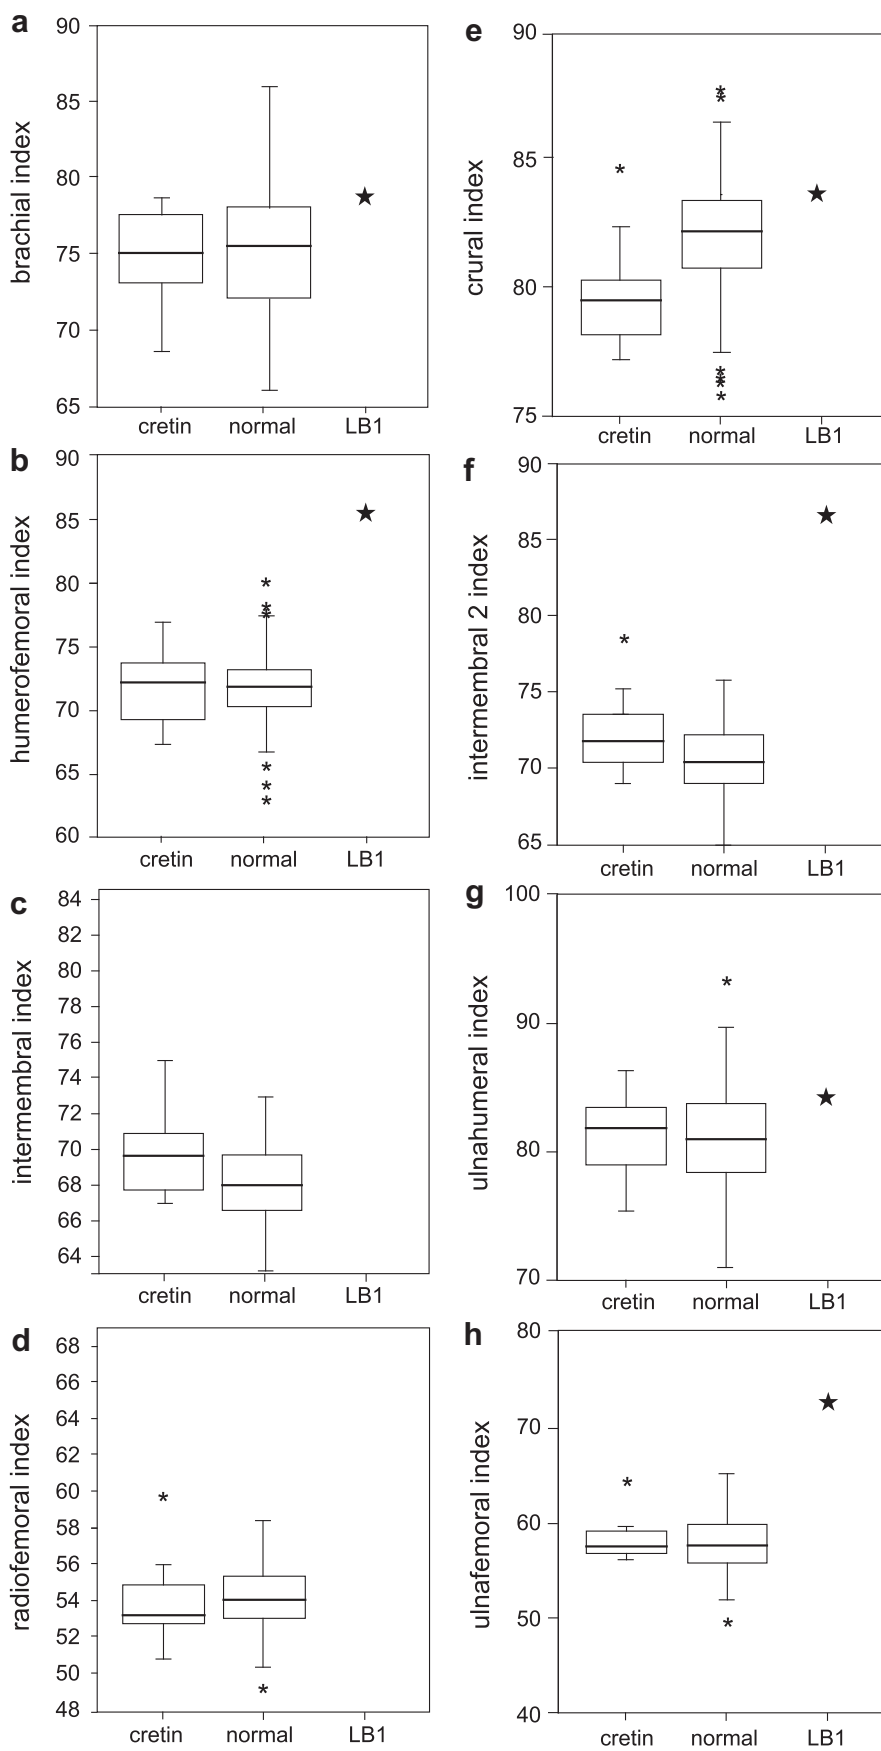 a
brachial index
90
85
80
75
70
65
cretin normal LB1
b
humerofemoral index
90
85
80
75
70
65
60
cretin normal LB1
c
intermembral index
84
82
80
78
76
74
72
70
68
66
64
cretin normal LB1
d
radiofemoral index
68
66
64
62
60
58
56
54
52
50
48
cretin normal LB1
e
crural index
90
85
80
75
cretin normal LB1
f
intermembral 2 index
90
85
80
75
70
65
cretin normal LB1
g
ulnahumeral index
100
90
80
70
cretin normal LB1
h
ulnafemoral index
80
70
60
50
40
cretin normal LB1